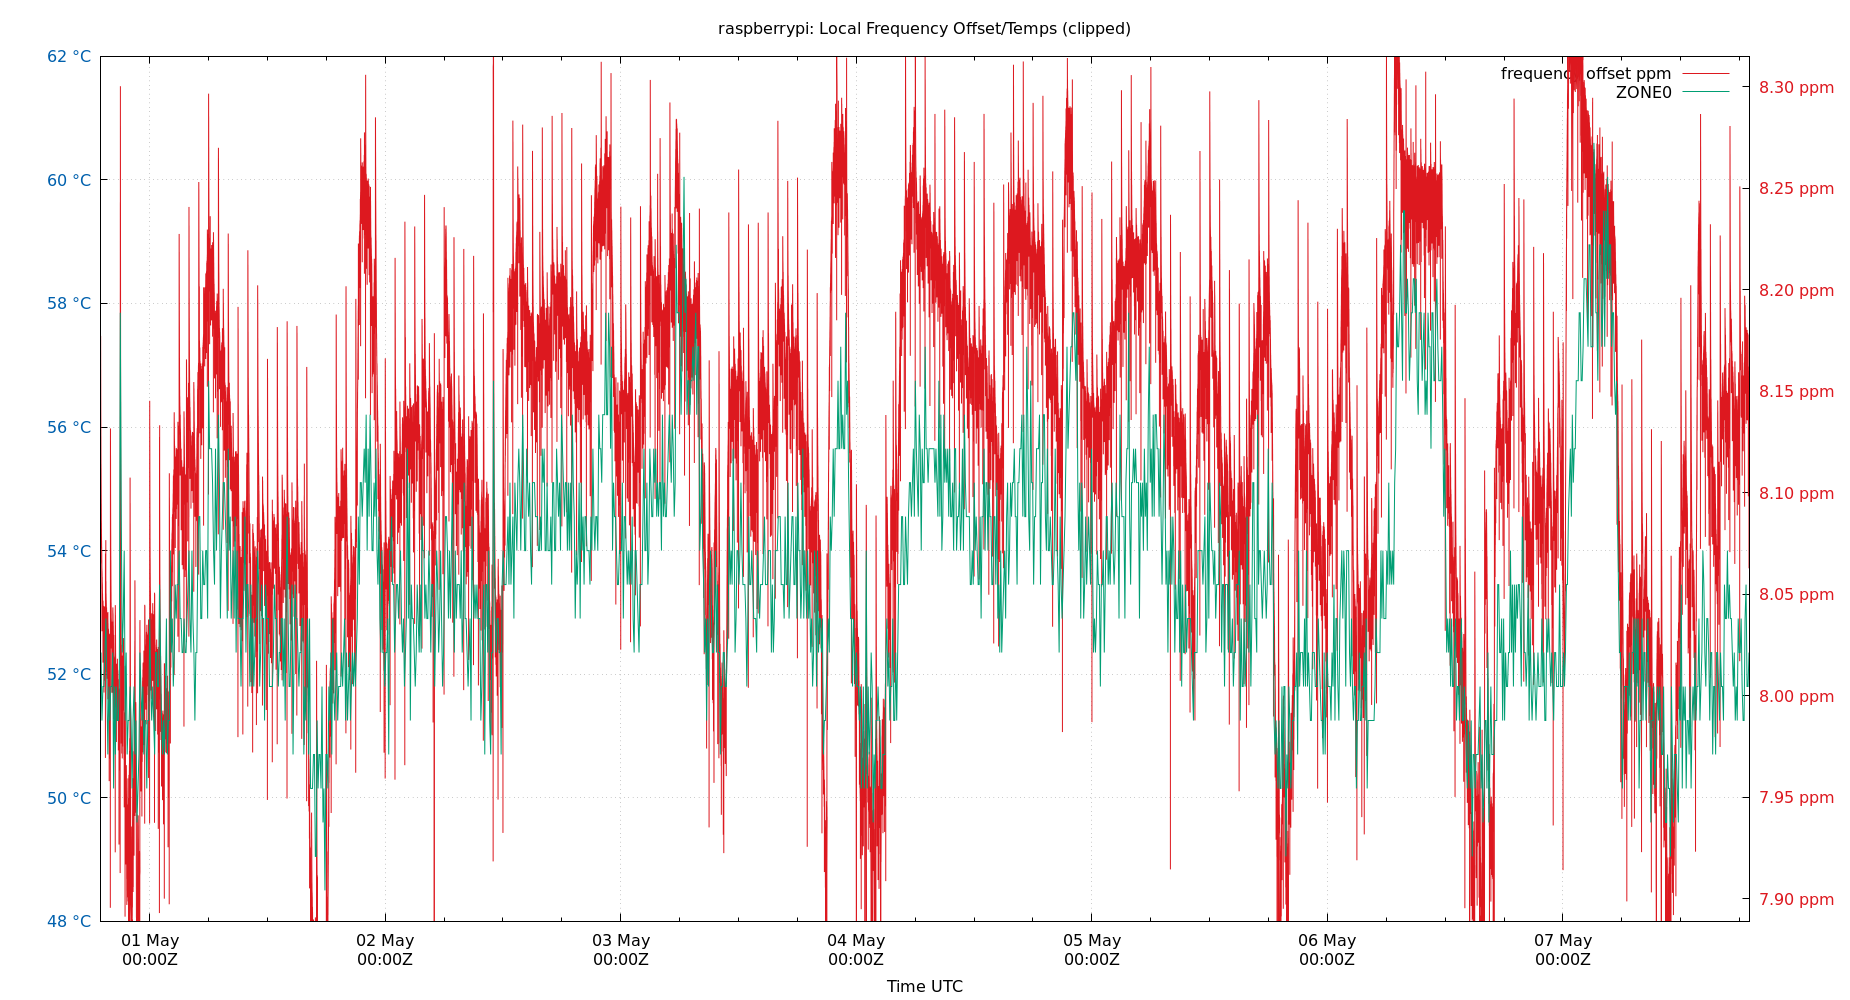 raspberrypi: Local Frequency Offset/Temps (clipped)
62 °C
60 °C
58 °C
56 °C
54 °C
52 °C
50 °C
48 °C
frequency offset ppm
ZONE0
8.30 ppm
8.25 ppm
8.20 ppm
8.15 ppm
8.10 ppm
8.05 ppm
8.00 ppm
7.95 ppm
7.90 ppm
01 May
00:00Z
02 May
00:00Z
03 May
00:00Z
04 May
00:00Z
05 May
00:00Z
06 May
00:00Z
07 May
00:00Z
Time UTC